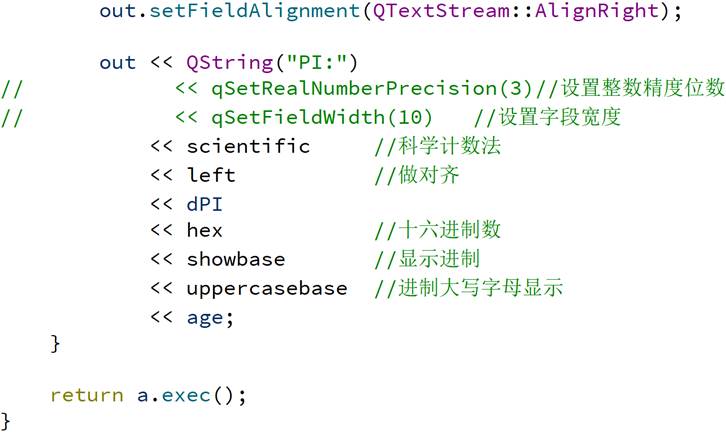 out.setFieldAlignment(QTextStream::AlignRight);
out << QString("PI:")
// << qSetRealNumberPrecision(3)//设置整数精度位数
// << qSetFieldWidth(10) //设置字段宽度
<< scientific //科学计数法
<< left //做对齐
<< dPI
<< hex //十六进制数
<< showbase //显示进制
<< uppercasebase //进制大写字母显示
<< age;
}
return a.exec();
}